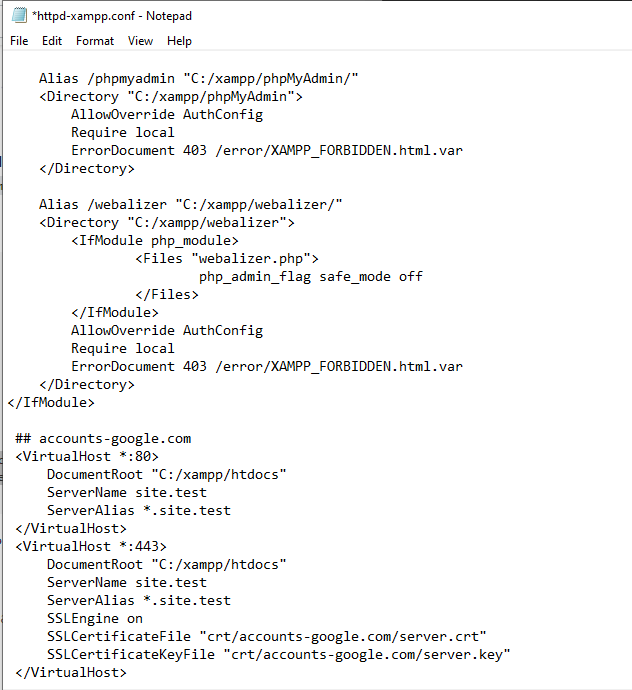 *httpd-xampp.conf - Notepad
File Edit Format View Help
Alias /phpmyadmin "C:/xampp/phpMyAdmin/"
<Directory "C:/xampp/phpMyAdmin">
AllowOverride AuthConfig
Require local
ErrorDocument 403 /error/XAMPP_FORBIDDEN.html.var
</Directory>
Alias /webalizer "C:/xampp/webalizer/"
<Directory "C:/xampp/webalizer">
<IfModule php_module>
<Files "webalizer.php">
php_admin_flag safe_mode off
</Files>
</IfModule>
AllowOverride AuthConfig
Require local
ErrorDocument 403 /error/XAMPP_FORBIDDEN.html.var
</Directory>
</IfModule>
## accounts-google.com
<VirtualHost *:80>
DocumentRoot "C:/xampp/htdocs"
ServerName site.test
ServerAlias *.site.test
</VirtualHost>
<VirtualHost *:443>
DocumentRoot "C:/xampp/htdocs"
ServerName site.test
ServerAlias *.site.test
SSLEngine on
SSLCertificateFile "crt/accounts-google.com/server.crt"
SSLCertificateKeyFile "crt/accounts-google.com/server.key"
</VirtualHost>